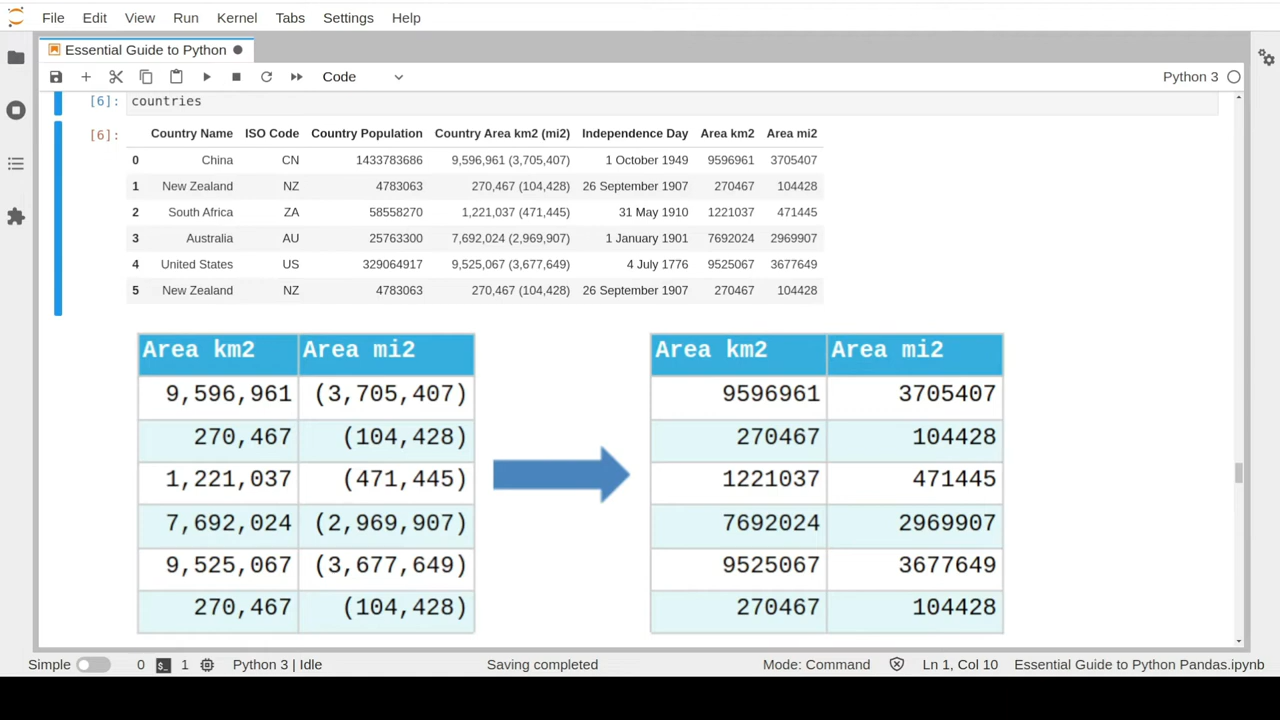 File Edit View Run Kernel Tabs Settings Help
Essential Guide to Python
Code
Python 3
[6]: countries
[6]:
Country Name ISO Code Country Population Country Area km2 (mi2) Independence Day Area km2 Area mi2
0 China CN 1433783686 9,596,961 (3,705,407) 1 October 1949 9596961 3705407
1 New Zealand NZ 4783063 270,467 (104,428) 26 September 1907 270467 104428
2 South Africa ZA 58558270 1,221,037 (471,445) 31 May 1910 1221037 471445
3 Australia AU 25763300 7,692,024 (2,969,907) 1 January 1901 7692024 2969907
4 United States US 329064917 9,525,067 (3,677,649) 4 July 1776 9525067 3677649
5 New Zealand NZ 4783063 270,467 (104,428) 26 September 1907 270467 104428
Area km2 Area mi2
9,596,961 (3,705,407)
270,467 (104,428)
1,221,037 (471,445)
7,692,024 (2,969,907)
9,525,067 (3,677,649)
270,467 (104,428)
Area km2 Area mi2
9596961 3705407
270467 104428
1221037 471445
7692024 2969907
9525067 3677649
270467 104428
Simple 0 $_ 1 Python 3 | Idle Saving completed Mode: Command Ln 1, Col 10 Essential Guide to Python Pandas.ipynb